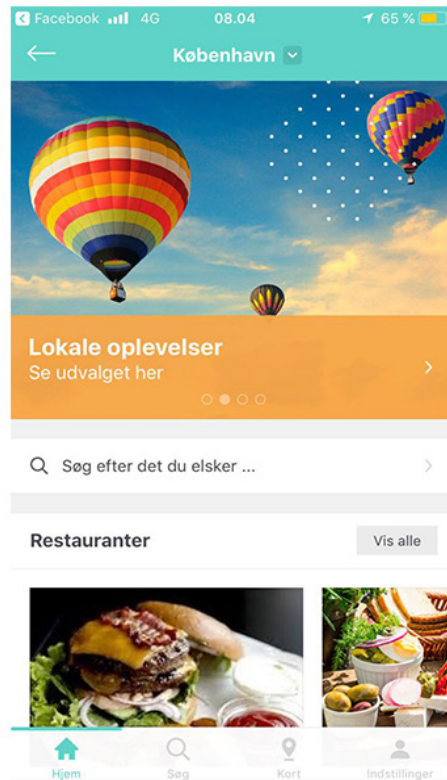 Facebook 4G 08.04 65 %
København
Lokale oplevelser
Se udvalget her
Søg efter det du elsker ...
Restauranter Vis alle
Hjem Søg Kort Indstillinger